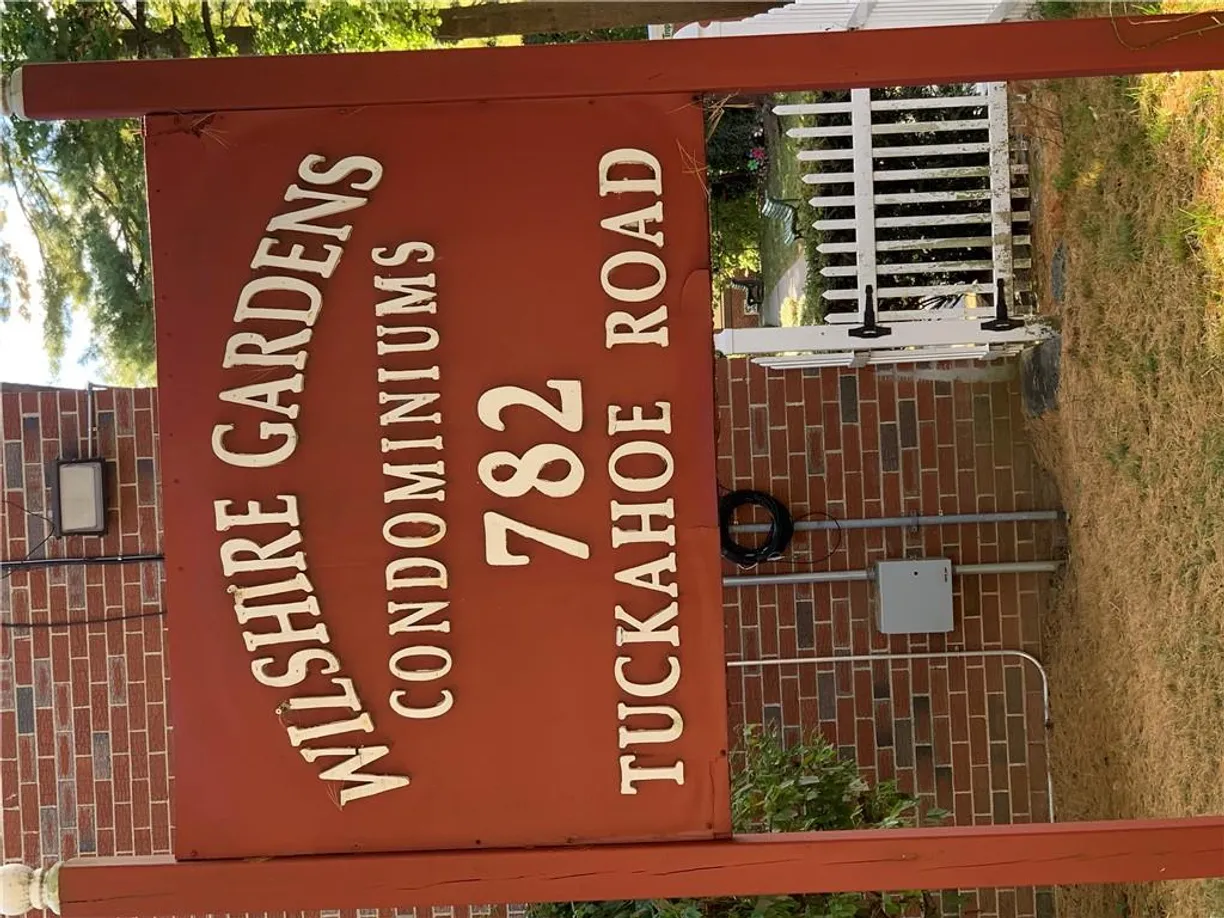 WILSHIRE GARDENS
CONDOMINIUMS
782
TUCKAHOE ROAD